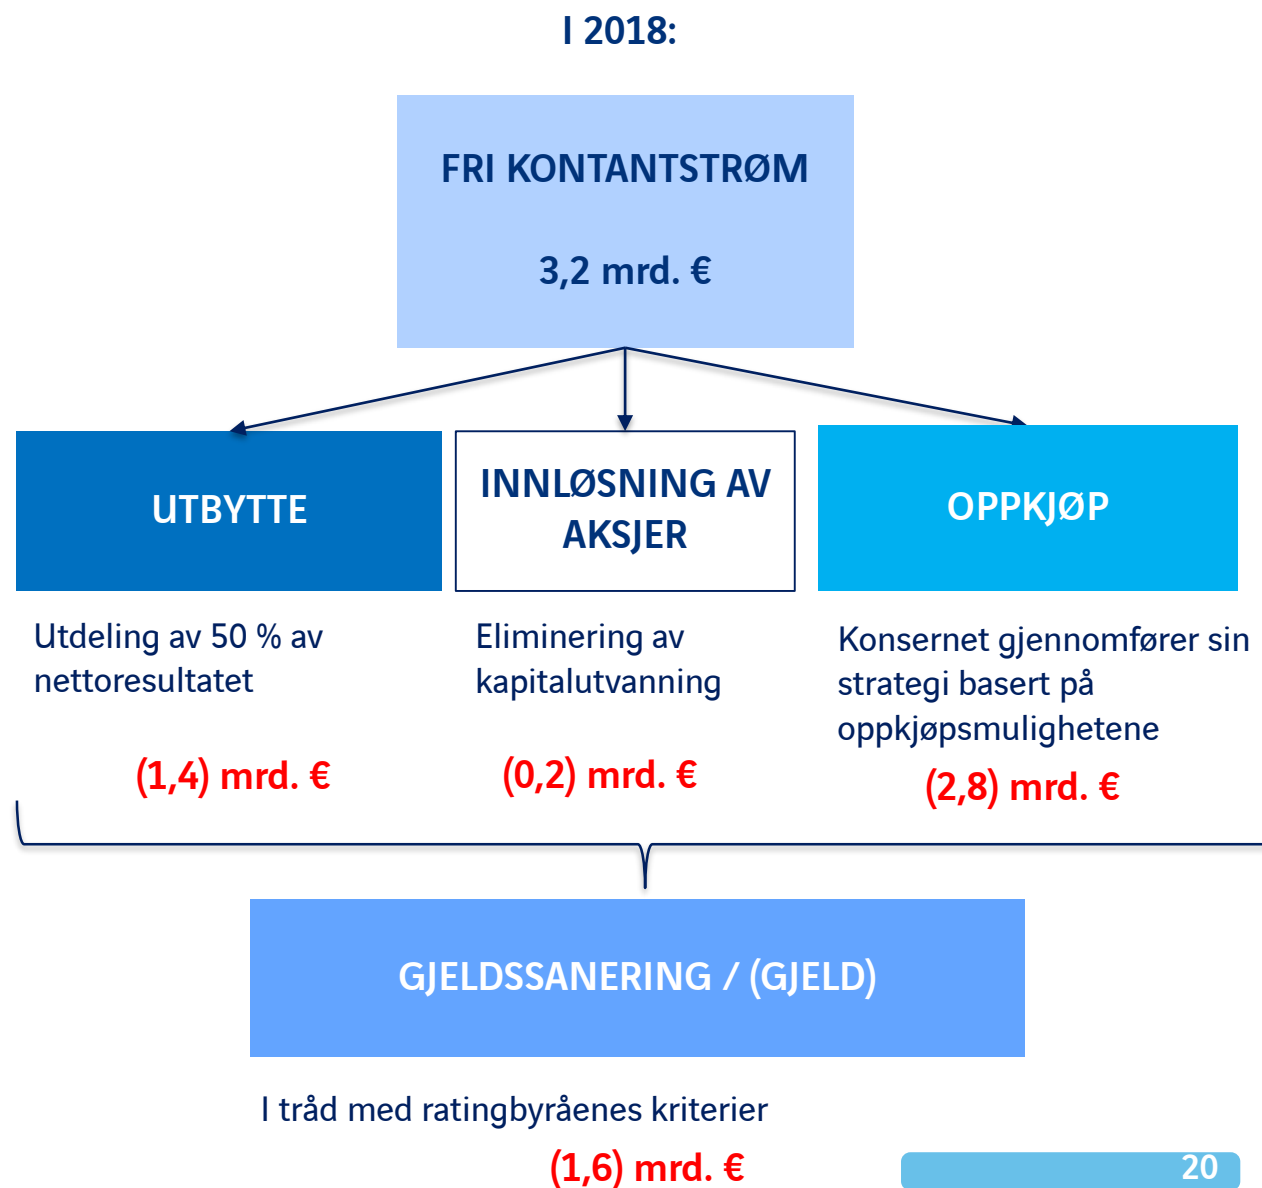 I 2018:
FRI KONTANTSTRØM
3,2 mrd. €
UTBYTTE
INNLØSNING AV
AKSJER
OPPKJØP
Utdeling av 50 % av
nettoresultatet
(1,4) mrd. €
Eliminering av
kapitalutvanning
(0,2) mrd. €
Konsernet gjennomfører sin
strategi basert på
oppkjøpsmulighetene
(2,8) mrd. €
GJELDSSANERING / (GJELD)
I tråd med ratingbyråenes kriterier
(1,6) mrd. €
20